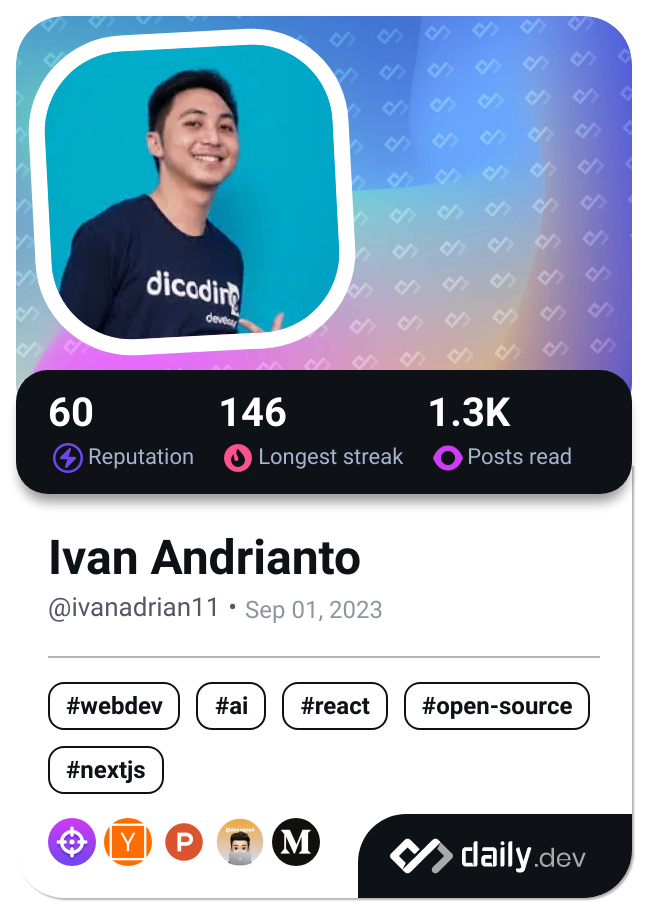 dicoding
60 146 1.3K
Reputation Longest streak Posts read
Ivan Andrianto
@ivanadrian11 • Sep 01, 2023
#webdev #ai #react #open-source
#nextjs
Y P M
daily.dev